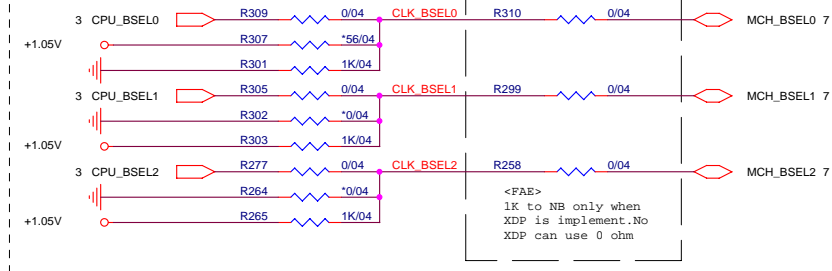 3 CPU_BSEL0 R309 0/04 CLK_BSEL0 R310 0/04 MCH_BSEL0 7
+1.05V R307 *56/04
R301 1K/04
3 CPU_BSEL1 R305 0/04 CLK_BSEL1 R299 0/04 MCH_BSEL1 7
R302 *0/04
+1.05V R303 1K/04
3 CPU_BSEL2 R277 0/04 CLK_BSEL2 R258 0/04 MCH_BSEL2 7
R264 *0/04
+1.05V R265 1K/04
<FAE>
1K to NB only when
XDP is implement.No
XDP can use 0 ohm